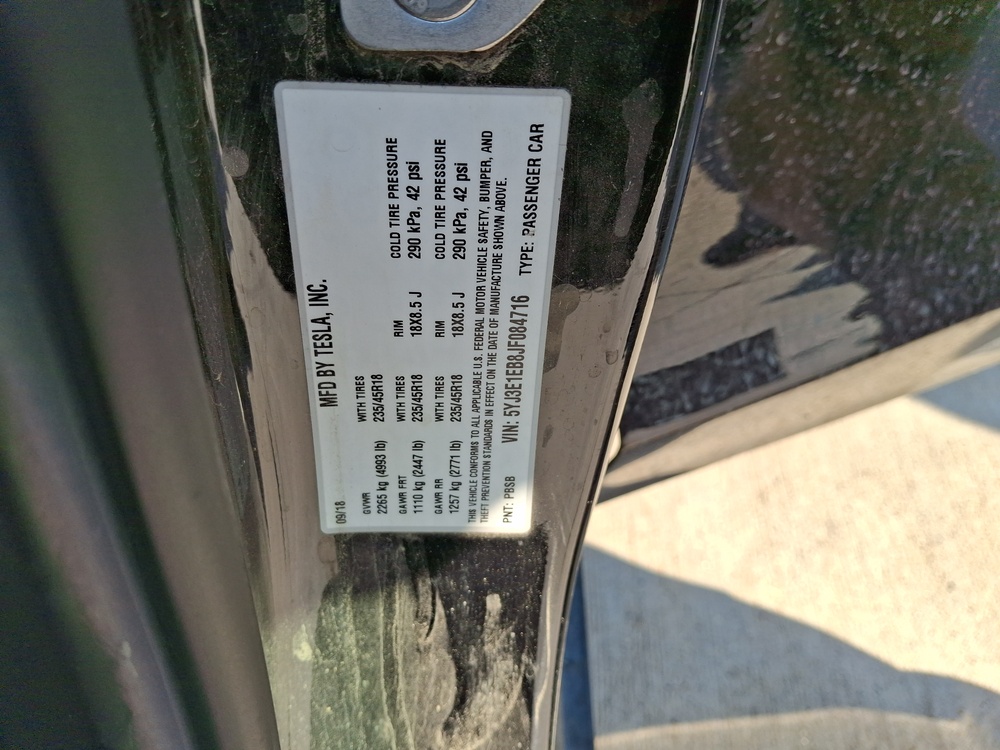 09/18 MFD BY TESLA, INC.
GVWR WITH TIRES RIM COLD TIRE PRESSURE
2265 kg (4993 lb) 235/45R18 
GAWR FRT WITH TIRES RIM COLD TIRE PRESSURE
1110 kg (2447 lb) 235/45R18 18X8.5 J 290 kPa, 42 psi
GAWR RR WITH TIRES RIM COLD TIRE PRESSURE
1257 kg (2771 lb) 235/45R18 18X8.5 J 290 kPa, 42 psi
THIS VEHICLE CONFORMS TO ALL APPLICABLE U.S. FEDERAL MOTOR VEHICLE SAFETY, BUMPER, AND
THEFT PREVENTION STANDARDS IN EFFECT ON THE DATE OF MANUFACTURE SHOWN ABOVE.
PNT: PBSB VIN: 5YJ3E1EB8JF084716 TYPE: PASSENGER CAR